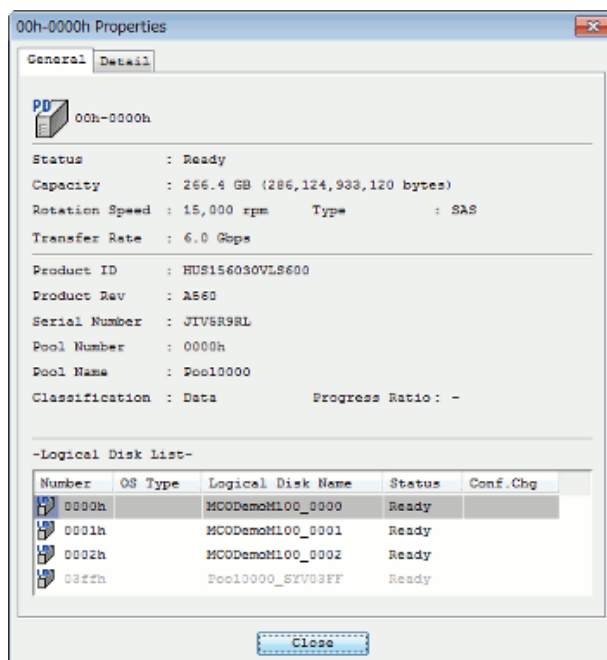 00h-0000h Properties
General Detail
PD 00h-0000h
Status : Ready
Capacity : 266.4 GB (286,124,933,120 bytes)
Rotation Speed : 15,000 rpm Type : SAS
Transfer Rate : 6.0 Gbps
Product ID : HUS156030VLS600
Product Rev : A560
Serial Number : JTV5R9RL
Pool Number : 0000h
Pool Name : Pool0000
Classification : Data Progress Ratio : -
-Logical Disk List-
Number OS Type Logical Disk Name Status Conf.Chg
0000h MCODemoM100_0000 Ready
0001h MCODemoM100_0001 Ready
0002h MCODemoM100_0002 Ready
03ffh Pool0000_SYV03FF Ready
Close